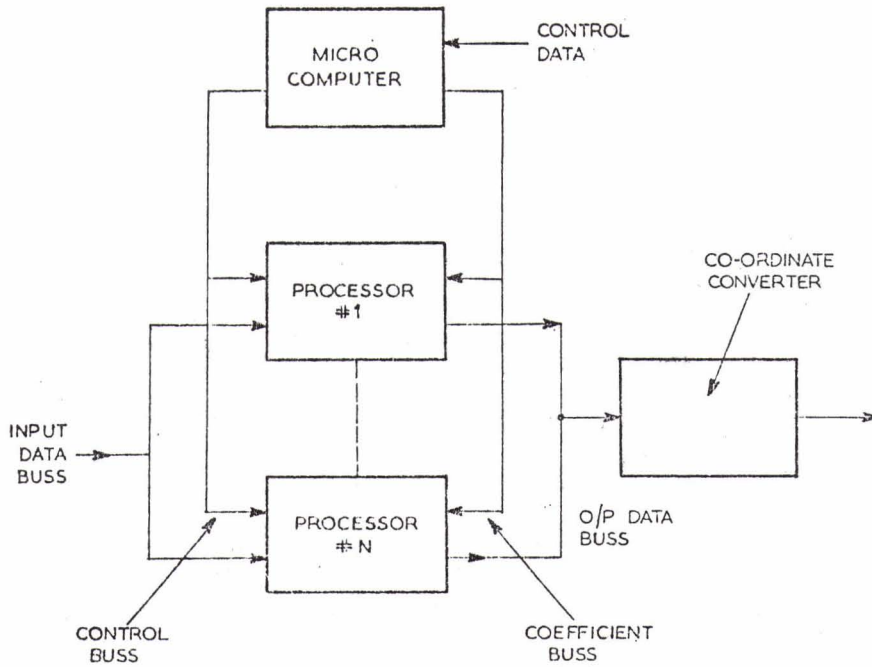 MICRO
COMPUTER
CONTROL
DATA
PROCESSOR
#1
CO-ORDINATE
CONVERTER
INPUT
DATA
BUSS
PROCESSOR
#N
O/P DATA
BUSS
CONTROL
BUSS
COEFFICIENT
BUSS